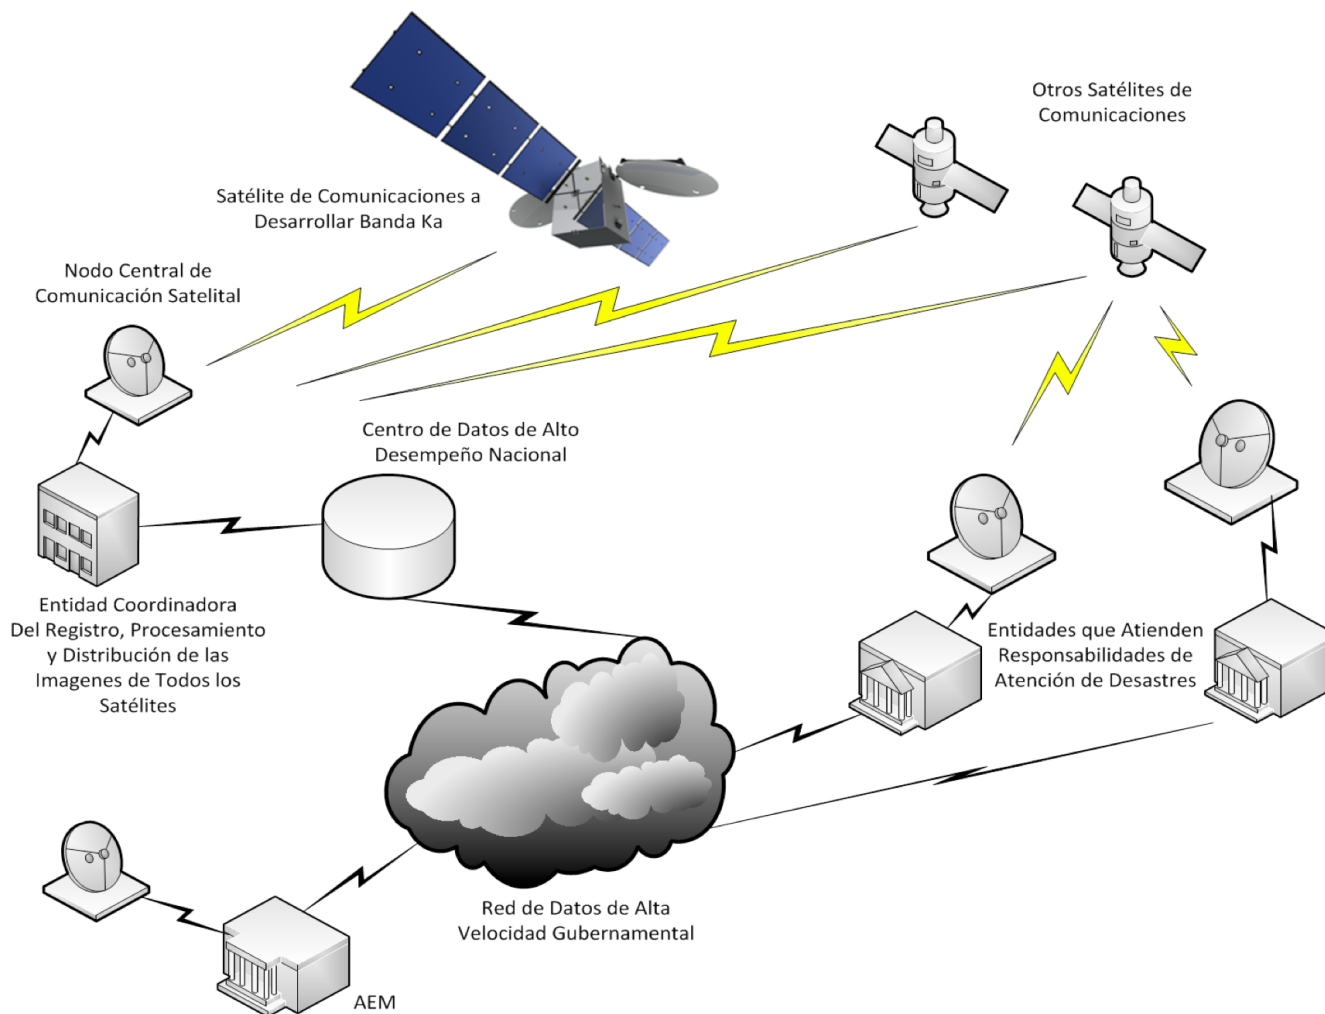 Otros Satélites de
Comunicaciones
Satélite de Comunicaciones a
Desarrollar Banda Ka
Nodo Central de
Comunicación Satelital
Centro de Datos de Alto
Desempeño Nacional
Entidad Coordinadora
Del Registro, Procesamiento
y Distribución de las
Imagenes de Todos los
Satélites
Entidades que Atienden
Responsabilidades de
Atención de Desastres
Red de Datos de Alta
Velocidad Gubernamental
AEM